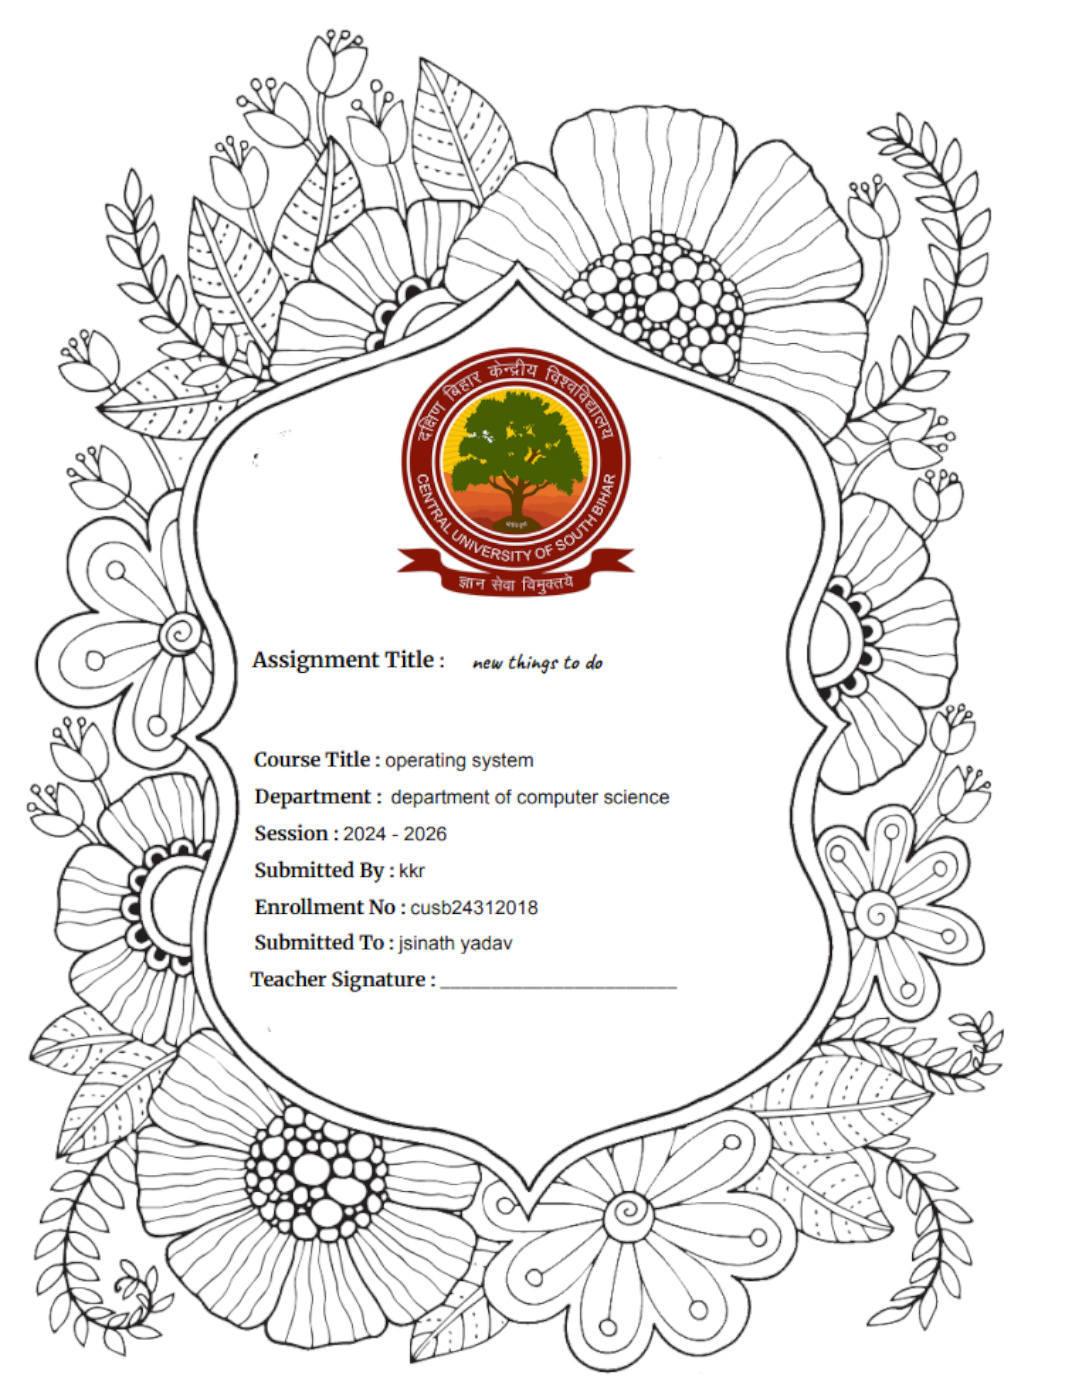 दक्षिण बिहार केन्द्रीय विश्वविद्यालय
CENTRAL UNIVERSITY OF SOUTH BIHAR
ज्ञान सेवा विमुक्तये
Assignment Title : new things to do
Course Title : operating system
Department : department of computer science
Session : 2024 - 2026
Submitted By : kkr
Enrollment No : cusb24312018
Submitted To : jsinath yadav
Teacher Signature : ______________________